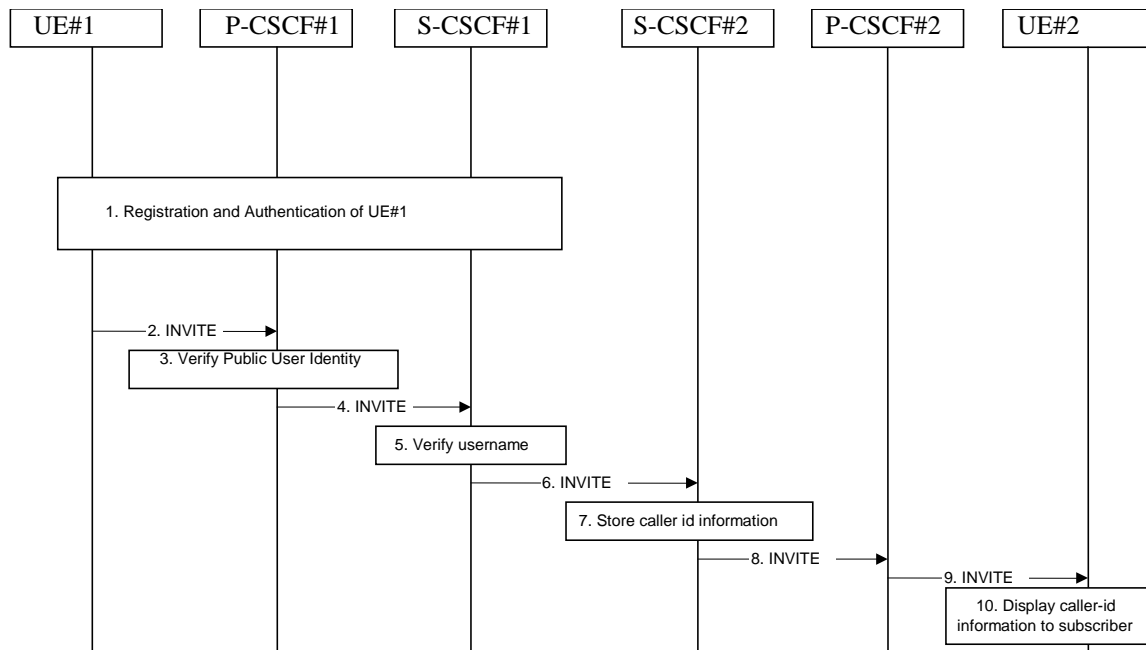 UE#1
P-CSCF#1
S-CSCF#1
S-CSCF#2
P-CSCF#2
UE#2
1. Registration and Authentication of UE#1
2. INVITE
3. Verify Public User Identity
4. INVITE
5. Verify username
6. INVITE
7. Store caller id information
8. INVITE
9. INVITE
10. Display caller-id
information to subscriber